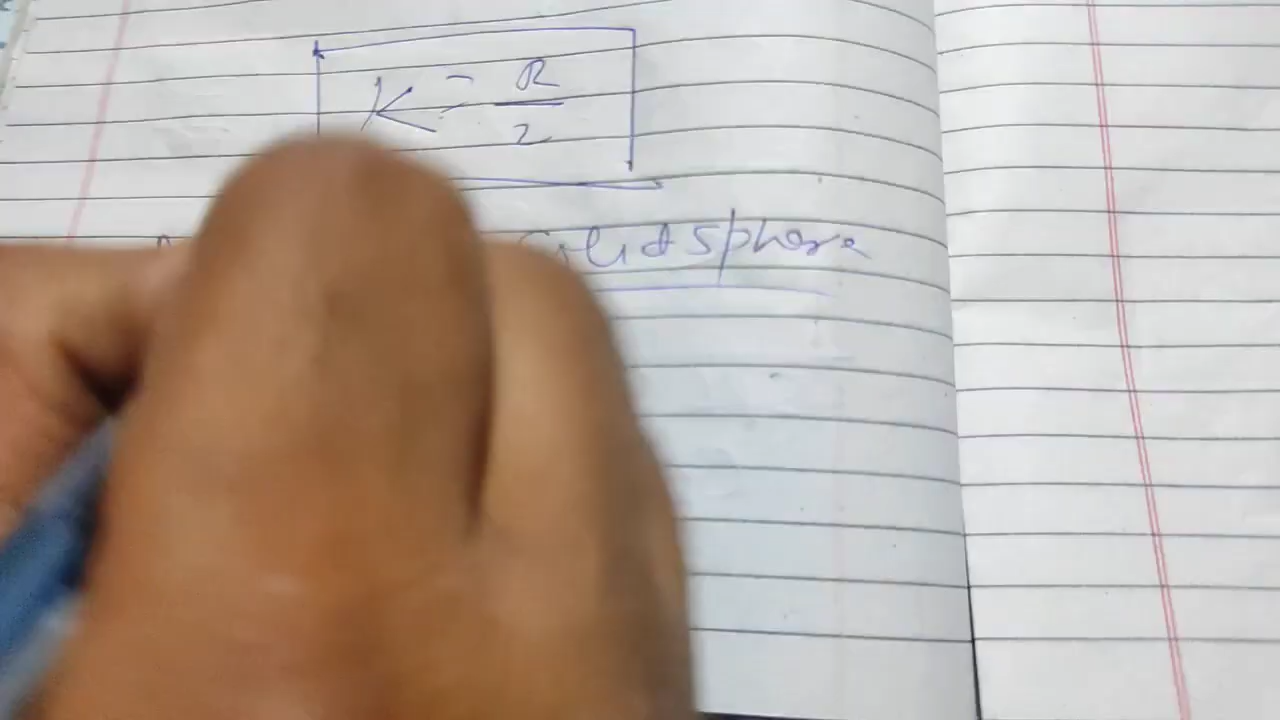 K = R/2
Solid Sphere